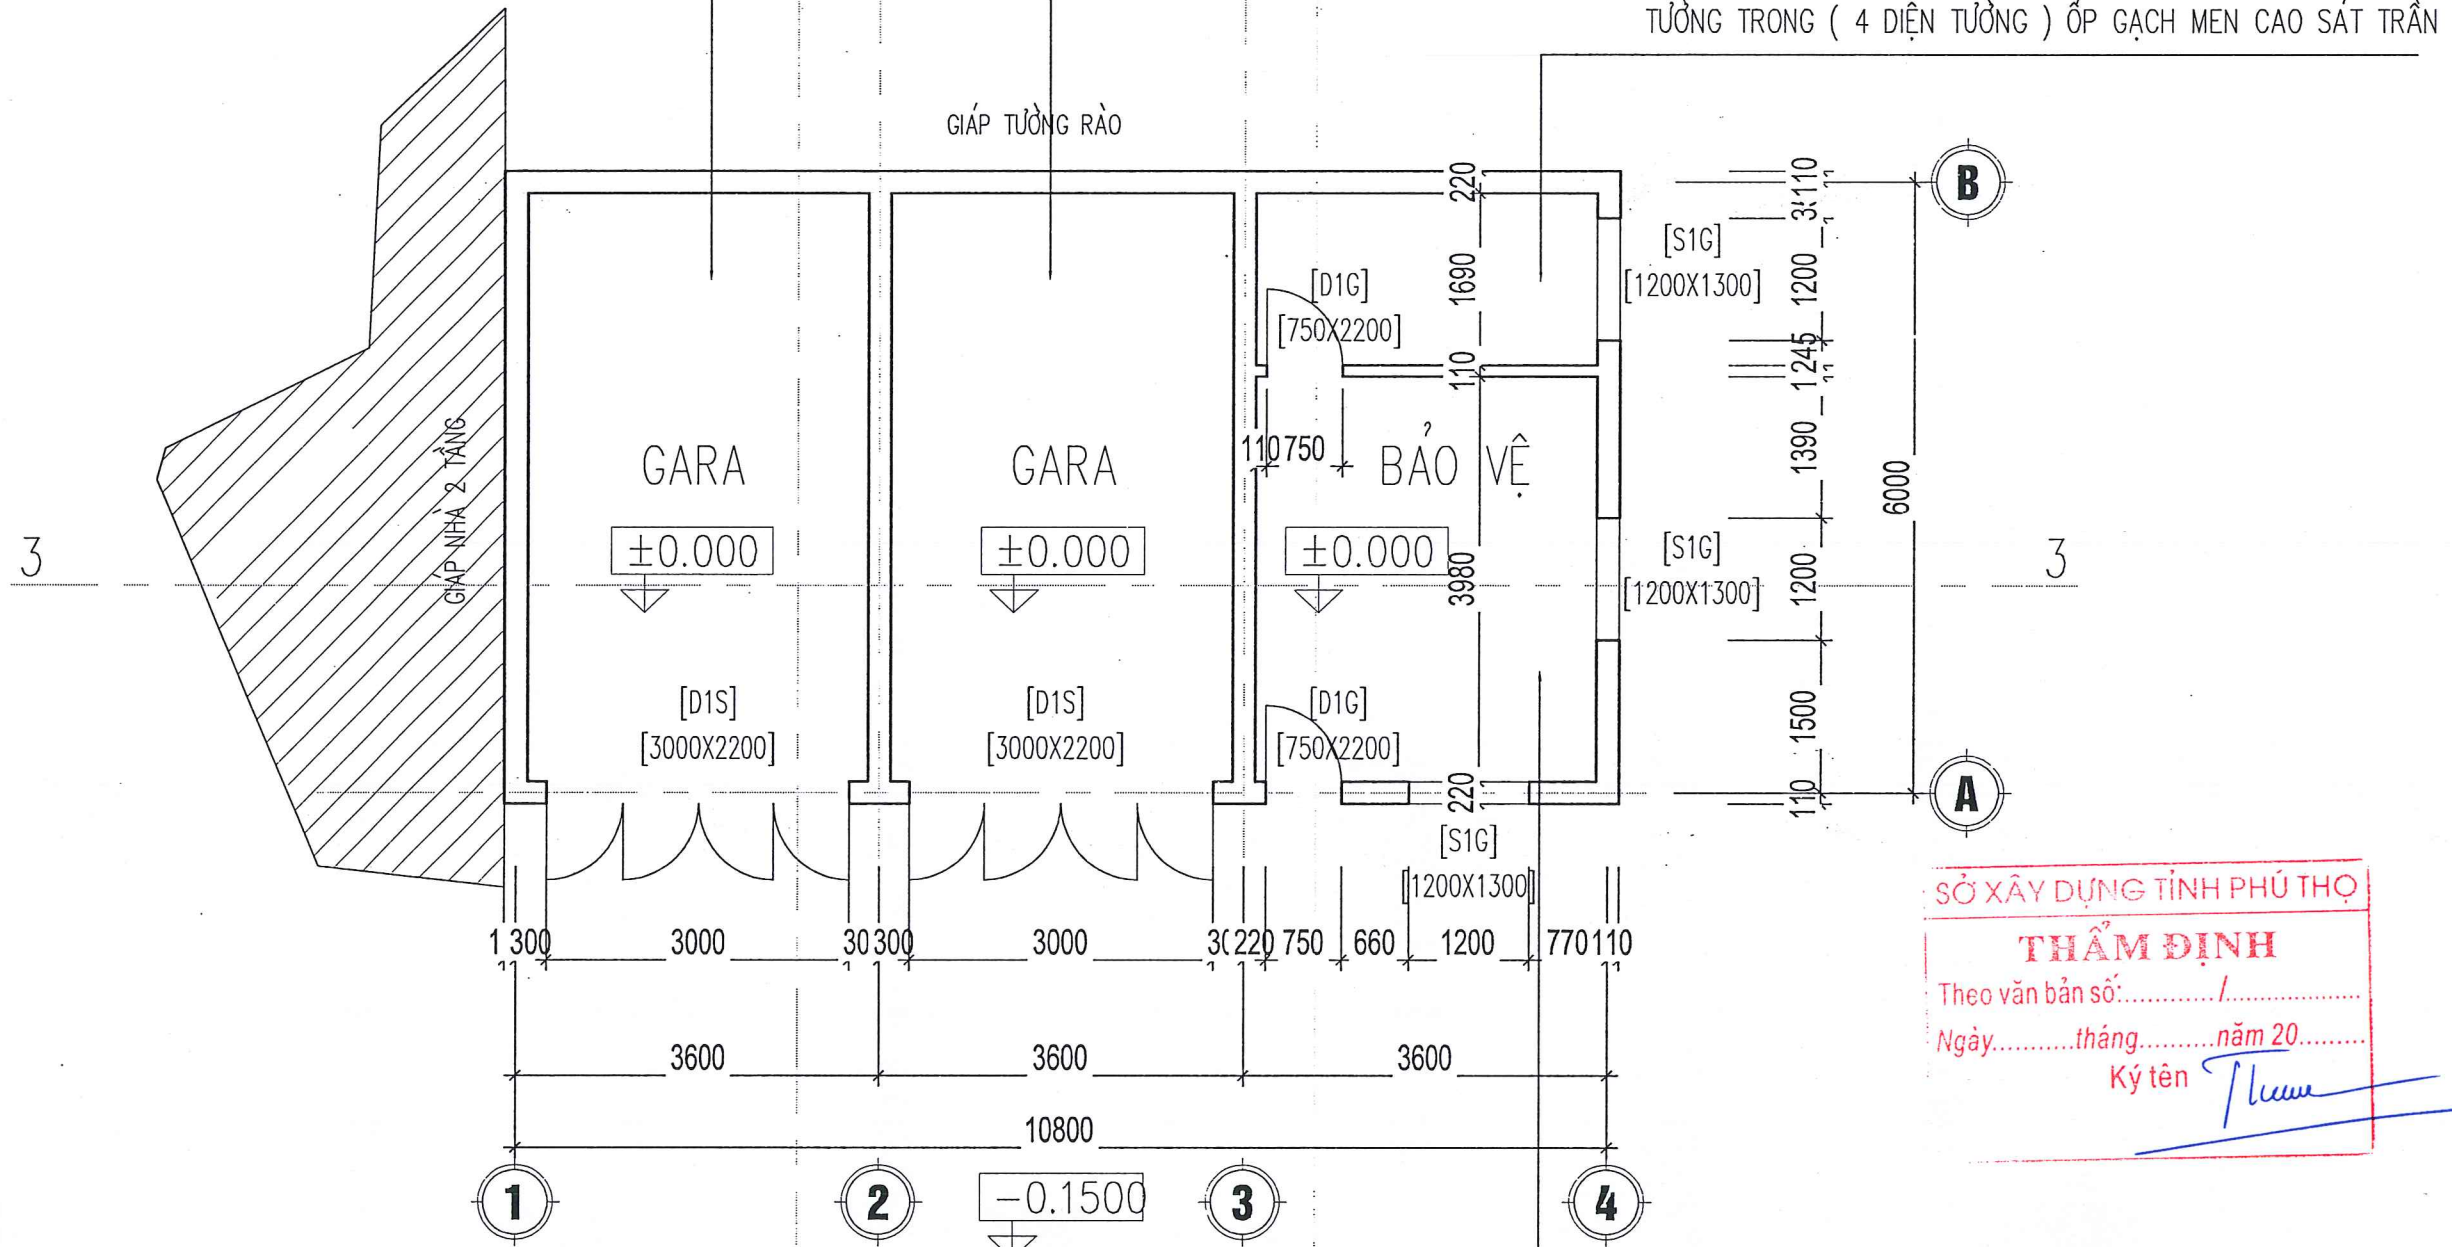 TƯỜNG TRONG ( 4 DIỆN TƯỜNG ) ỐP GẠCH MEN CAO SÁT TRẦN
GIÁP TƯỜNG RÀO
GIÁP NHÀ 2 TẦNG
220
110
B
[S1G]
[1200X1300]
1200
[D1G]
[750X2200]
1690
110
1245
GARA
GARA
110
750
BẢO VỆ
1390
6000
±0.000
±0.000
±0.000
3
3
3980
[S1G]
[1200X1300]
1200
[D1S]
[3000X2200]
[D1S]
[3000X2200]
[D1G]
[750X2200]
1500
220
110
A
[S1G]
[1200X1300]
1 300 3000 30 300 3000 220 750 660 1200 770 110
3600 3600 3600
10800
1 2 3 4
-0.1500
SỞ XÂY DỰNG TỈNH PHÚ THỌ
THẨM ĐỊNH
Theo văn bản số:............/..................
Ngày...........tháng..........năm 20.........
Ký tên